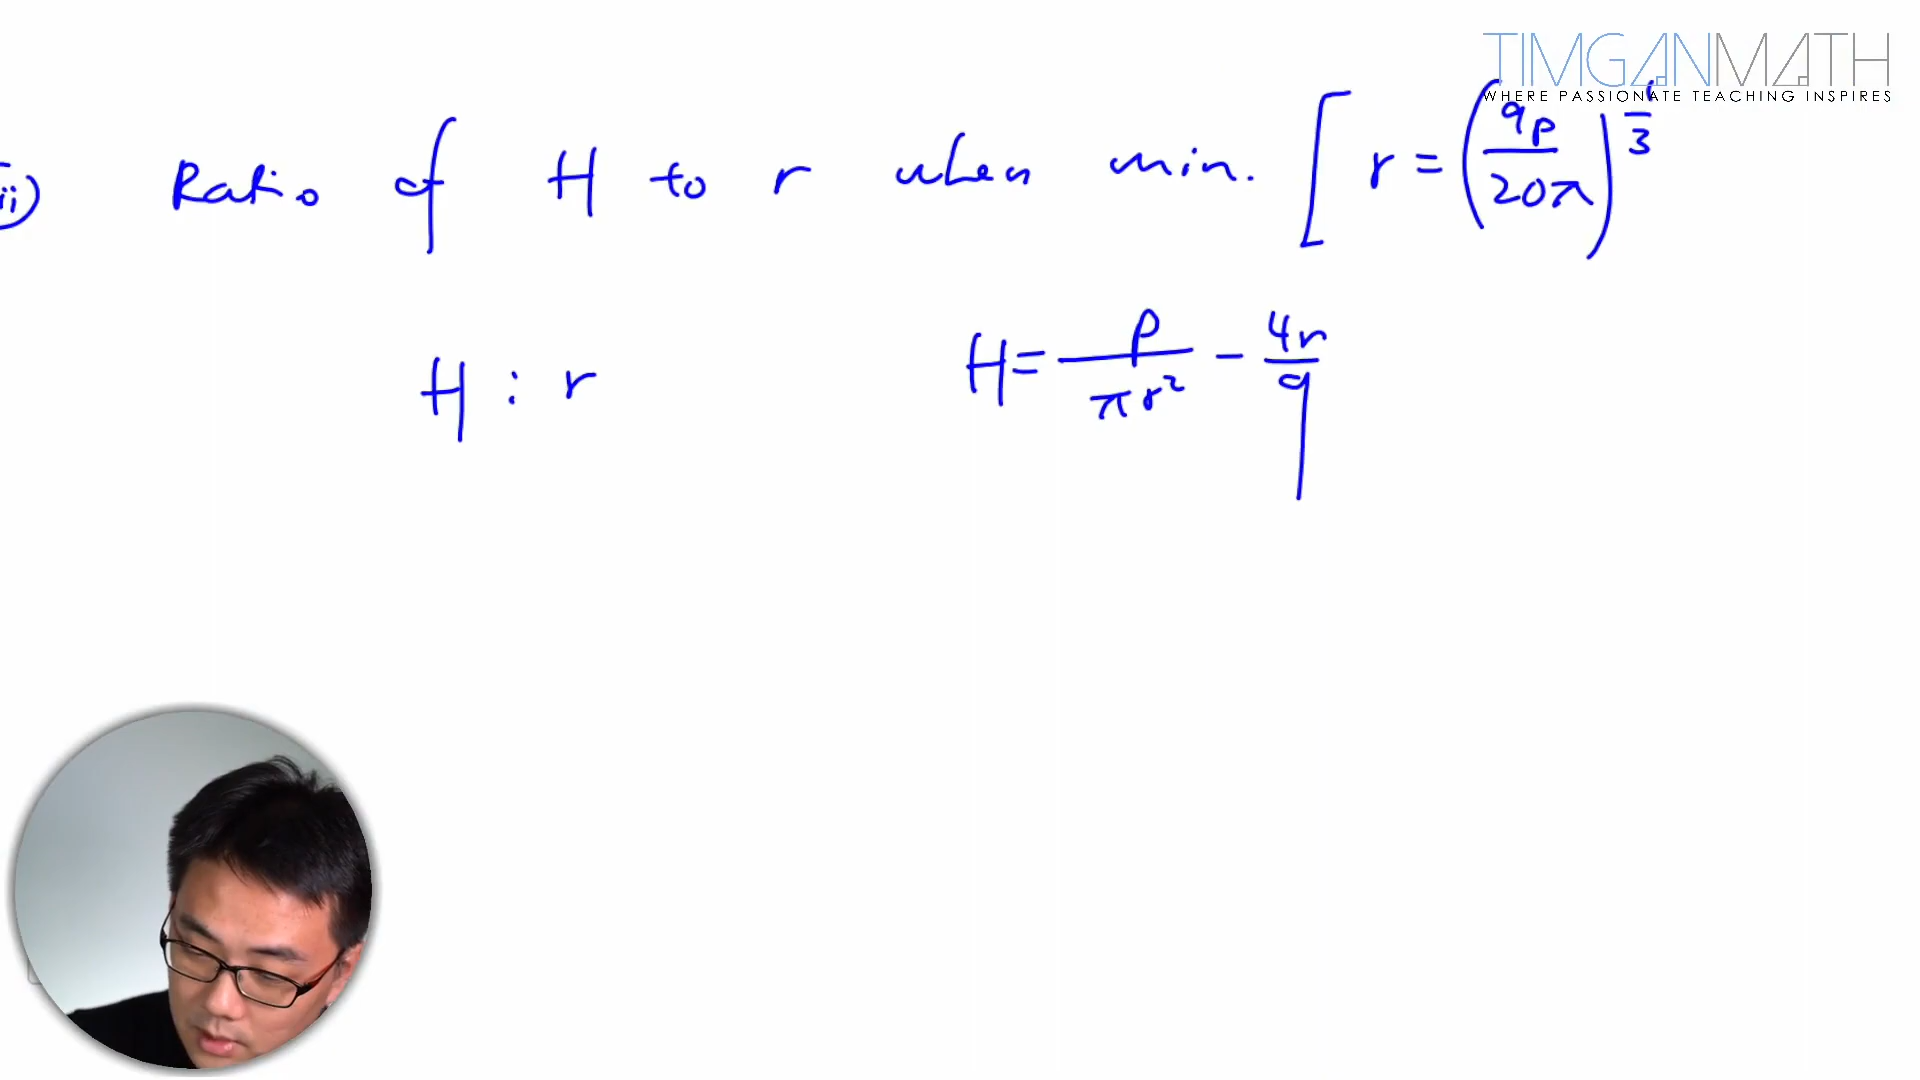 TIMGANMATH
WHERE PASSIONATE TEACHING INSPIRES
ii) Ratio of H to r when min. [ r = (9p/20π)^1/3
H : r
H = p/πr² - 4r/9